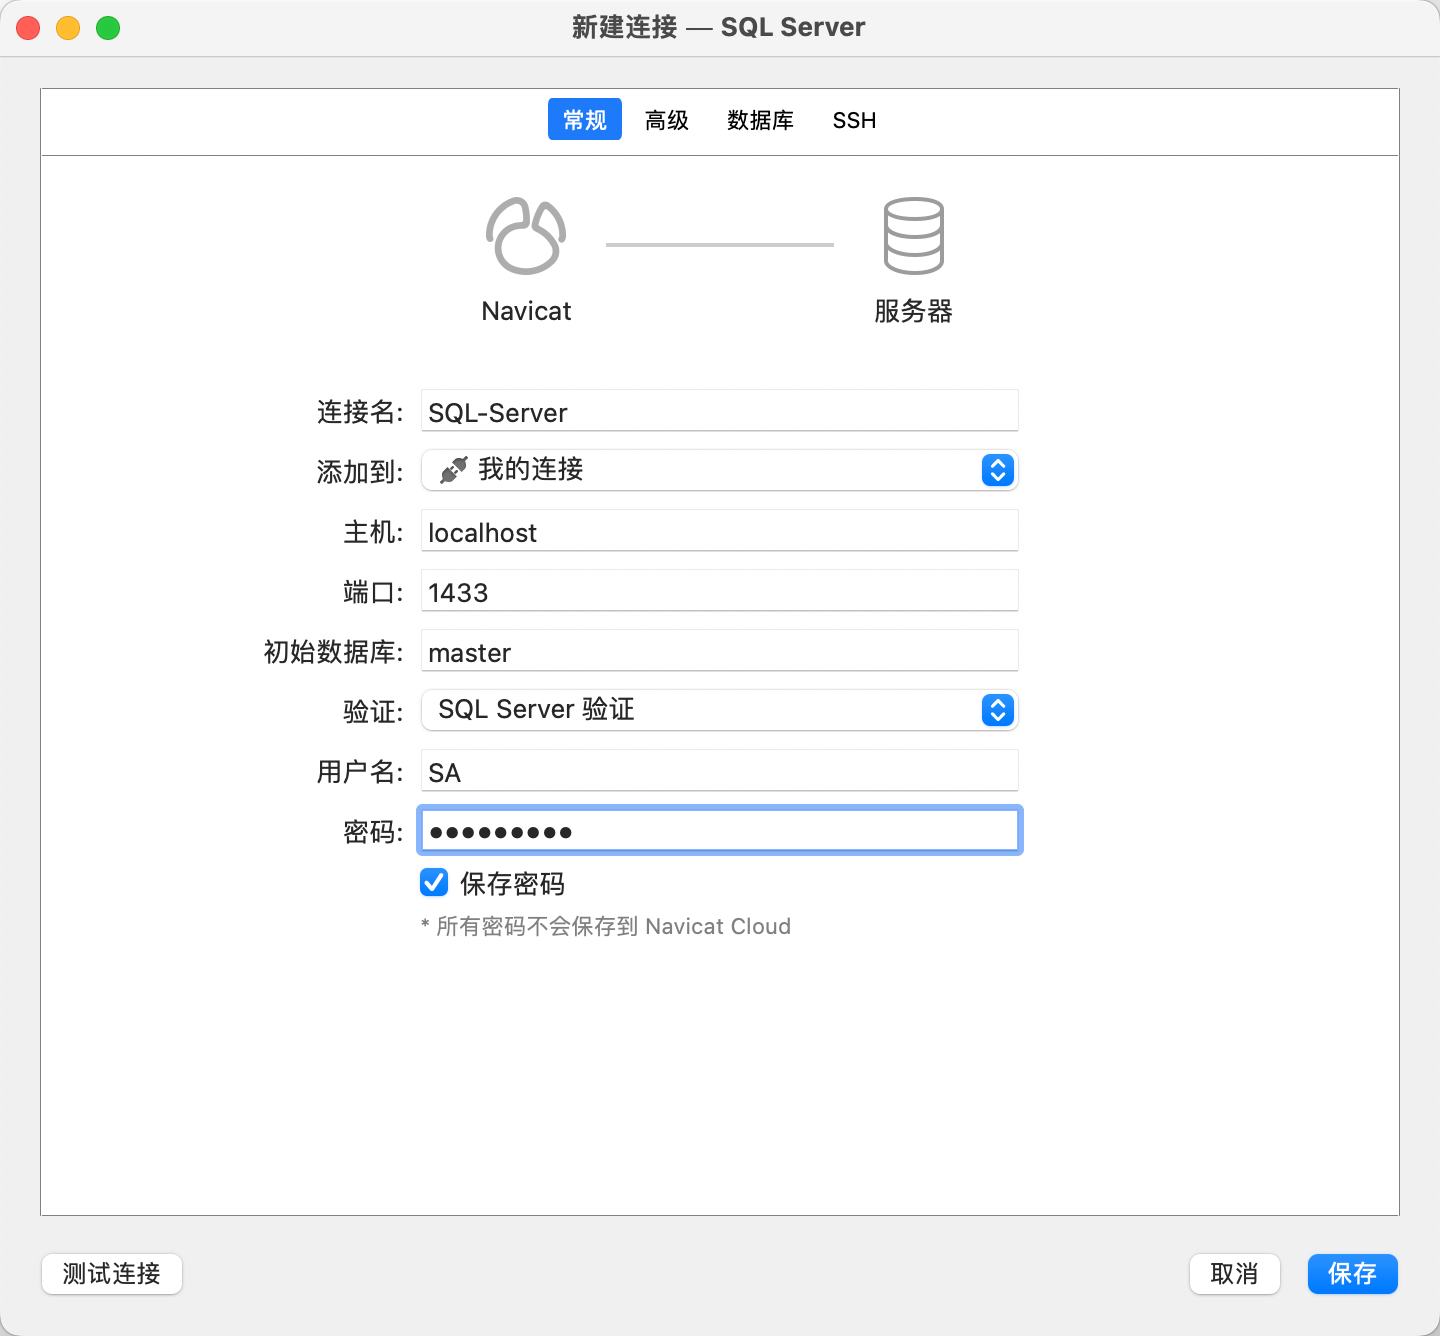 新建连接 — SQL Server
常规 高级 数据库 SSH
Navicat 服务器
连接名: SQL-Server
添加到: 我的连接
主机: localhost
端口: 1433
初始数据库: master
验证: SQL Server 验证
用户名: SA
密码: •••••••••
保存密码
* 所有密码不会保存到 Navicat Cloud
测试连接 取消 保存